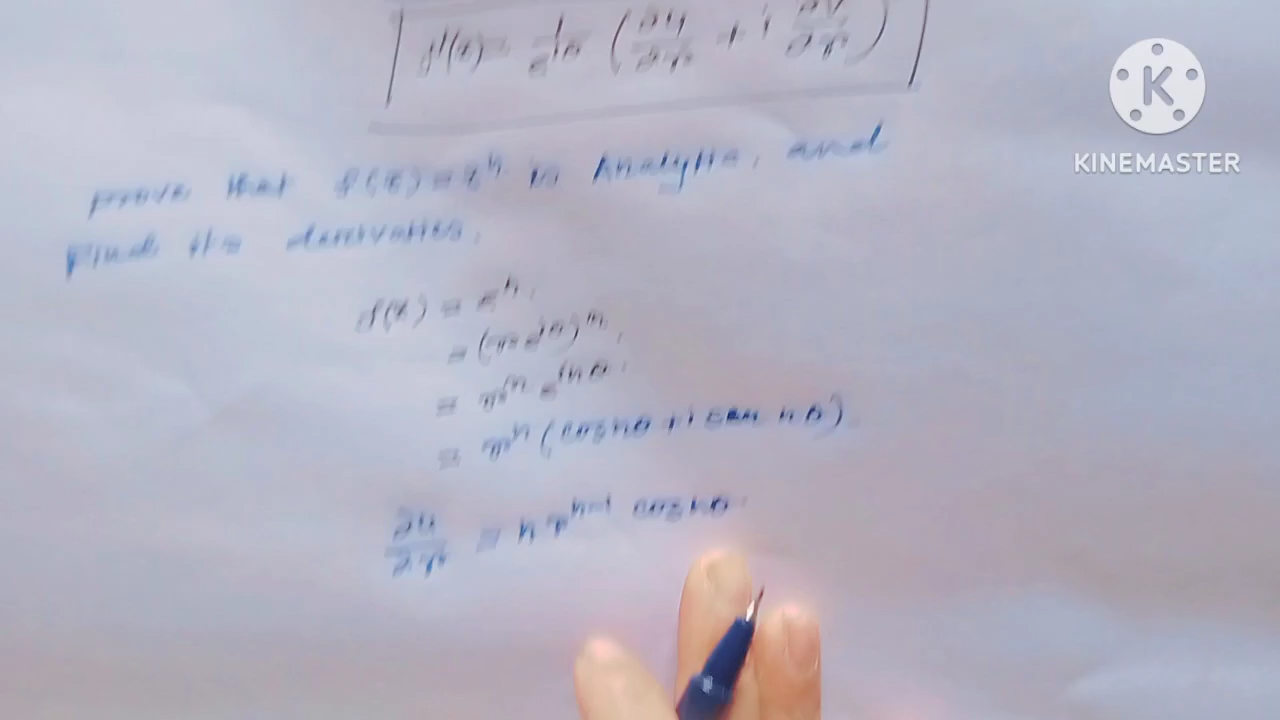 f'(z) = 1/e^iθ (∂u/∂r + i ∂v/∂r)
K
KINEMASTER
prove that f(z) = z^n is Analytic, and
Find its derivatives.
f(z) = z^n.
= (r e^iθ)^n.
= r^n e^inθ.
= r^n (cos nθ + i sin nθ).
∂u/∂r = n r^n-1 cos nθ.